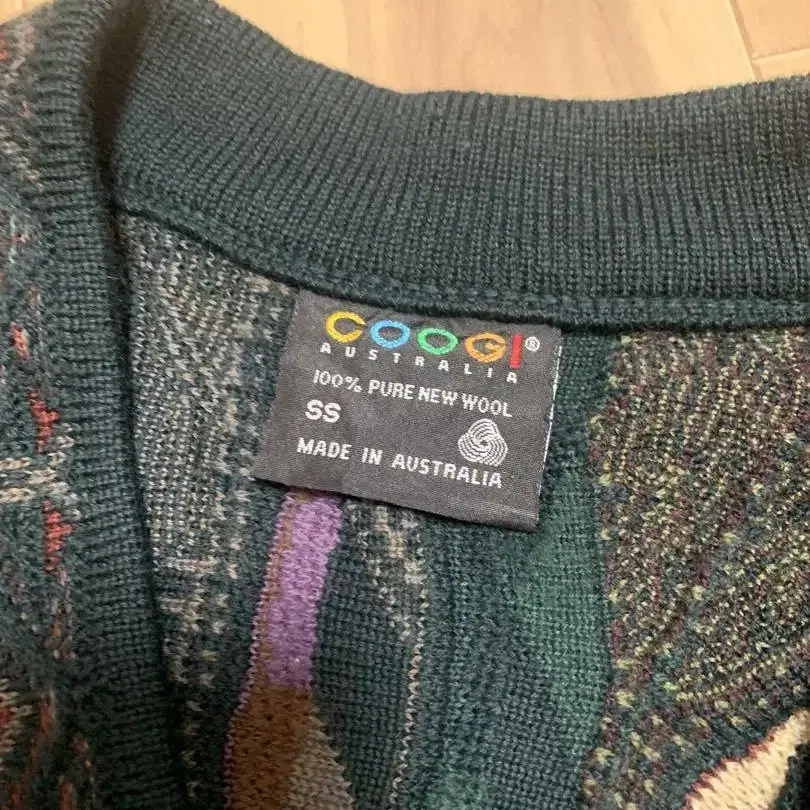 COOGI®
AUSTRALIA
100% PURE NEW WOOL
SS
MADE IN AUSTRALIA